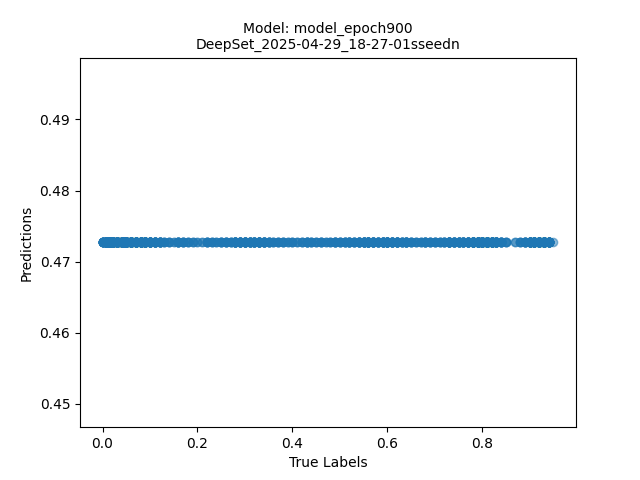 Model: model_epoch900
DeepSet_2025-04-29_18-27-01sseedn
0.49
0.48
0.47
0.46
0.45
Predictions
0.0 0.2 0.4 0.6 0.8
True Labels